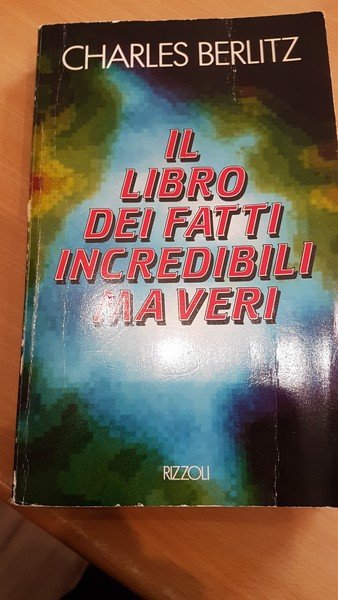 CHARLES BERLITZ
IL
LIBRO
DEI FATTI
INCREDIBILI
MA VERI
RIZZOLI